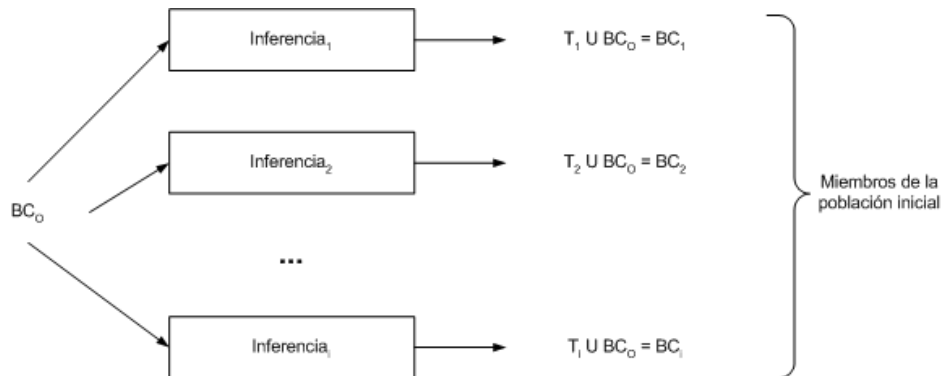 Inferencia₁
T₁ U BC₀ = BC₁
Inferencia₂
T₂ U BC₀ = BC₂
Miembros de la
población inicial
BC₀
...
Inferenciaᵢ
Tᵢ U BC₀ = BCᵢ